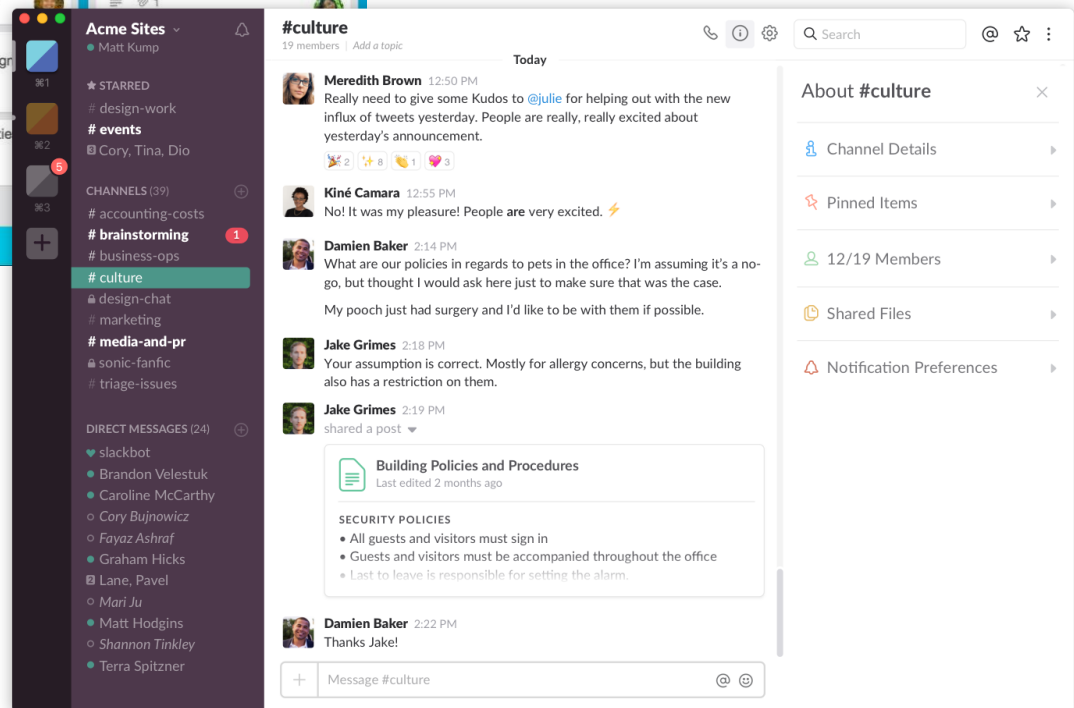 Acme Sites
Matt Kump
⌘1
⌘2
5
⌘3
STARRED
# design-work
# events
3 Cory, Tina, Dio
CHANNELS (39)
# accounting-costs
# brainstorming 1
# business-ops
# culture
design-chat
# marketing
# media-and-pr
sonic-fanfic
# triage-issues
DIRECT MESSAGES (24)
slackbot
Brandon Velestuk
Caroline McCarthy
Cory Bujnowicz
Fayaz Ashraf
Graham Hicks
2 Lane, Pavel
Mari Ju
Matt Hodgins
Shannon Tinkley
Terra Spitzner
#culture
19 members | Add a topic
Search
Today
Meredith Brown 12:50 PM
Really need to give some Kudos to @julie for helping out with the new
influx of tweets yesterday. People are really, really excited about
yesterday's announcement.
🎉 2 ✨ 8 👏 1 💖 3
Kiné Camara 12:55 PM
No! It was my pleasure! People are very excited. ⚡
Damien Baker 2:14 PM
What are our policies in regards to pets in the office? I'm assuming it's a no-
go, but thought I would ask here just to make sure that was the case.
My pooch just had surgery and I'd like to be with them if possible.
Jake Grimes 2:18 PM
Your assumption is correct. Mostly for allergy concerns, but the building
also has a restriction on them.
Jake Grimes 2:19 PM
shared a post
Building Policies and Procedures
Last edited 2 months ago
SECURITY POLICIES
• All guests and visitors must sign in
• Guests and visitors must be accompanied throughout the office
• Last to leave is responsible for setting the alarm.
Damien Baker 2:22 PM
Thanks Jake!
Message #culture
About #culture
Channel Details
Pinned Items
12/19 Members
Shared Files
Notification Preferences